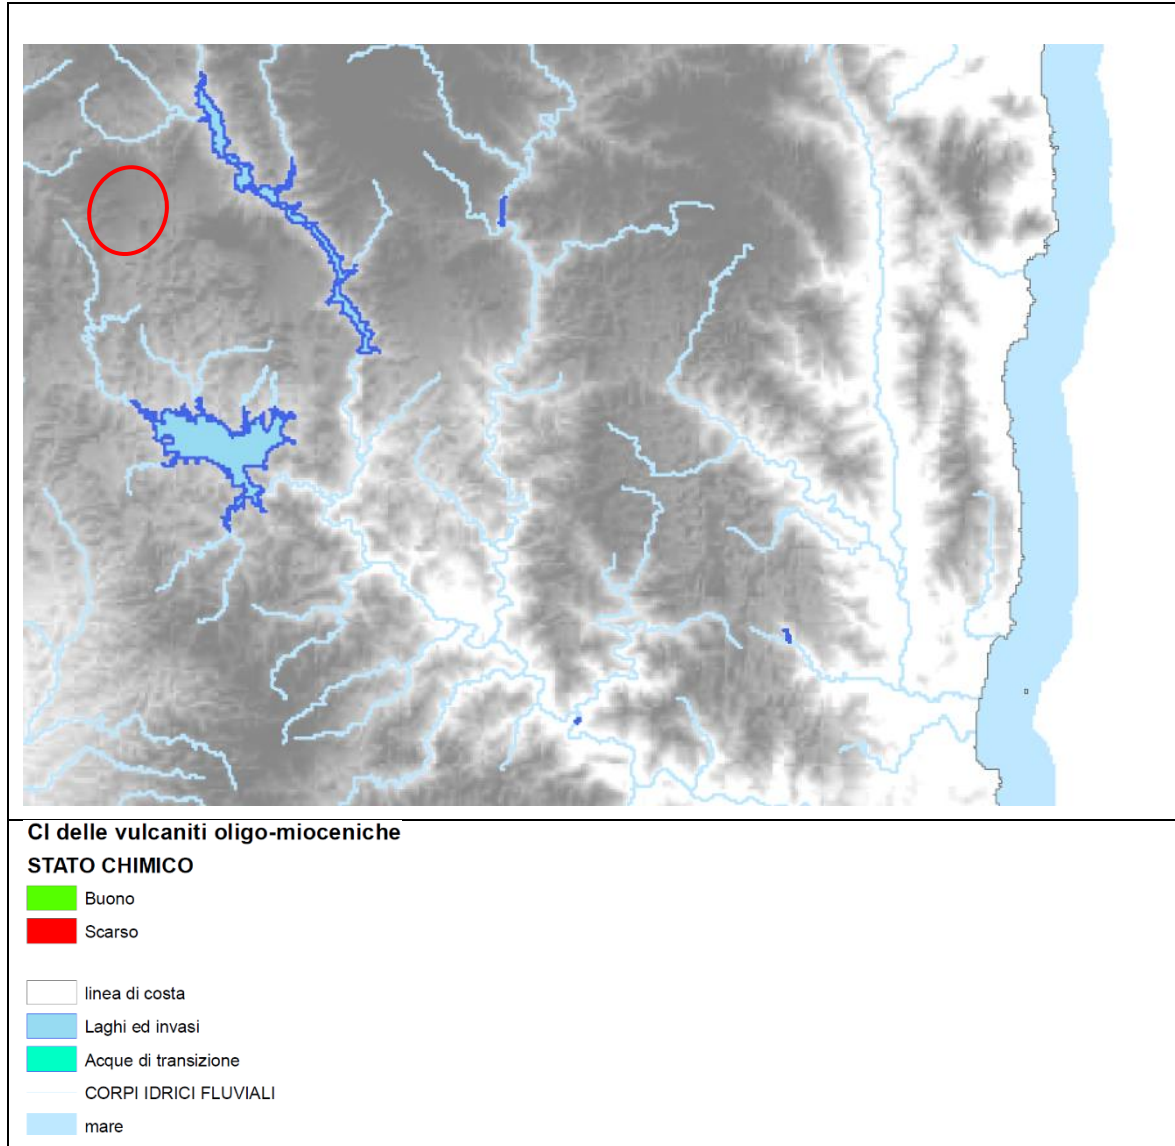 CI delle vulcaniti oligo-mioceniche
STATO CHIMICO
Buono
Scarso
linea di costa
Laghi ed invasi
Acque di transizione
CORPI IDRICI FLUVIALI
mare